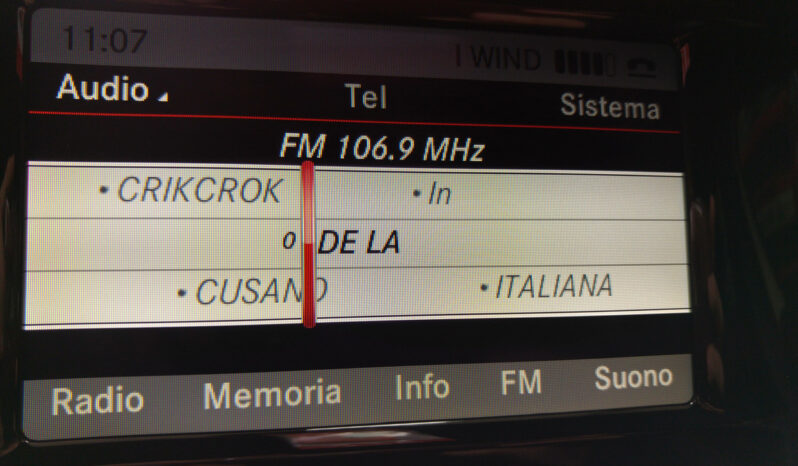 11:07 I WIND
Audio Tel Sistema
FM 106.9 MHz
• CRIKCROK • In
0 DE LA
• CUSANO • ITALIANA
Radio Memoria Info FM Suono